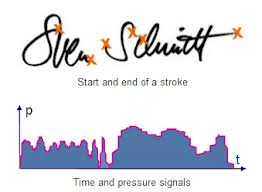 Sven Schmitt
Start and end of a stroke
p
t
Time and pressure signals